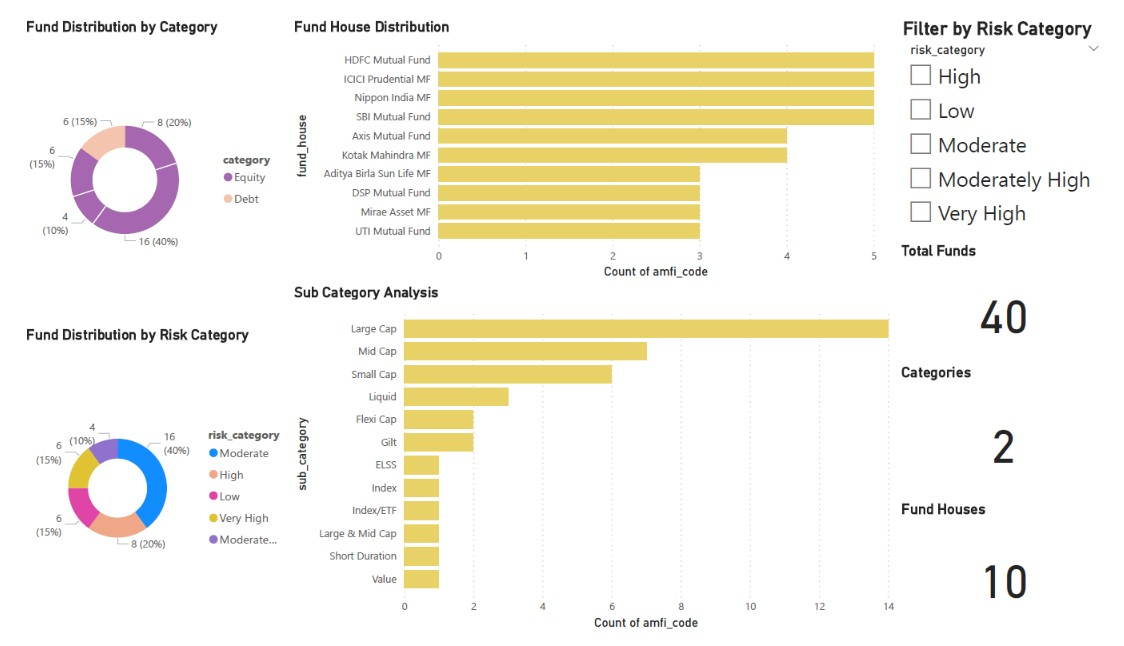 Fund Distribution by Category
8 (20%)
6 (15%)
6
(15%)
4
(10%)
16 (40%)
category
Equity
Debt
Fund House Distribution
fund_house
HDFC Mutual Fund
ICICI Prudential MF
Nippon India MF
SBI Mutual Fund
Axis Mutual Fund
Kotak Mahindra MF
Aditya Birla Sun Life MF
DSP Mutual Fund
Mirae Asset MF
UTI Mutual Fund
0 1 2 3 4 5
Count of amfi_code
Filter by Risk Category
risk_category
High
Low
Moderate
Moderately High
Very High
Total Funds
40
Categories
2
Fund Houses
10
Fund Distribution by Risk Category
4
(10%)
16
(40%)
6
(15%)
6
(15%)
8 (20%)
risk_category
Moderate
High
Low
Very High
Moderate...
Sub Category Analysis
sub_category
Large Cap
Mid Cap
Small Cap
Liquid
Flexi Cap
Gilt
ELSS
Index
Index/ETF
Large & Mid Cap
Short Duration
Value
0 2 4 6 8 10 12 14
Count of amfi_code